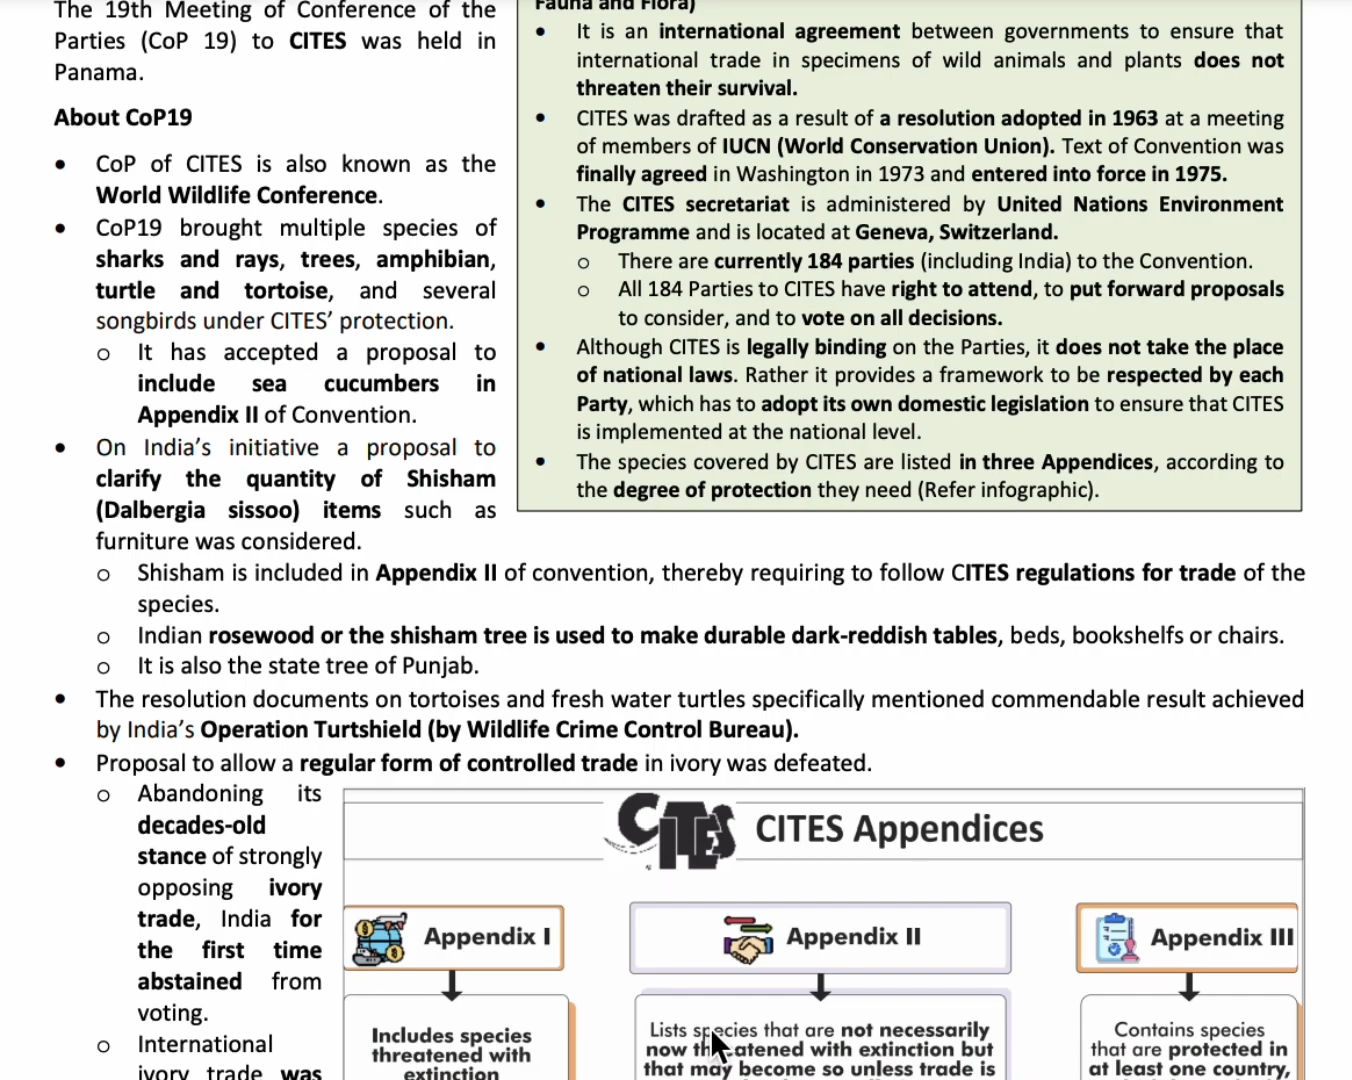 The 19th Meeting of Conference of the
Parties (CoP 19) to CITES was held in
Panama.
About CoP19
• CoP of CITES is also known as the
World Wildlife Conference.
• CoP19 brought multiple species of
sharks and rays, trees, amphibian,
turtle and tortoise, and several
songbirds under CITES’ protection.
o It has accepted a proposal to
include sea cucumbers in
Appendix II of Convention.
• On India’s initiative a proposal to
clarify the quantity of Shisham
(Dalbergia sissoo) items such as
furniture was considered.
Fauna and Flora)
• It is an international agreement between governments to ensure that
international trade in specimens of wild animals and plants does not
threaten their survival.
• CITES was drafted as a result of a resolution adopted in 1963 at a meeting
of members of IUCN (World Conservation Union). Text of Convention was
finally agreed in Washington in 1973 and entered into force in 1975.
• The CITES secretariat is administered by United Nations Environment
Programme and is located at Geneva, Switzerland.
o There are currently 184 parties (including India) to the Convention.
o All 184 Parties to CITES have right to attend, to put forward proposals
to consider, and to vote on all decisions.
• Although CITES is legally binding on the Parties, it does not take the place
of national laws. Rather it provides a framework to be respected by each
Party, which has to adopt its own domestic legislation to ensure that CITES
is implemented at the national level.
• The species covered by CITES are listed in three Appendices, according to
the degree of protection they need (Refer infographic).
o Shisham is included in Appendix II of convention, thereby requiring to follow CITES regulations for trade of the
species.
o Indian rosewood or the shisham tree is used to make durable dark-reddish tables, beds, bookshelfs or chairs.
o It is also the state tree of Punjab.
• The resolution documents on tortoises and fresh water turtles specifically mentioned commendable result achieved
by India’s Operation Turtshield (by Wildlife Crime Control Bureau).
• Proposal to allow a regular form of controlled trade in ivory was defeated.
o Abandoning its
decades-old
stance of strongly
opposing ivory
trade, India for
the first time
abstained from
voting.
o International
ivory trade was
CITES CITES Appendices
Appendix I
Includes species
threatened with
extinction
Appendix II
Lists species that are not necessarily
now threatened with extinction but
that may become so unless trade is
Appendix III
Contains species
that are protected in
at least one country,